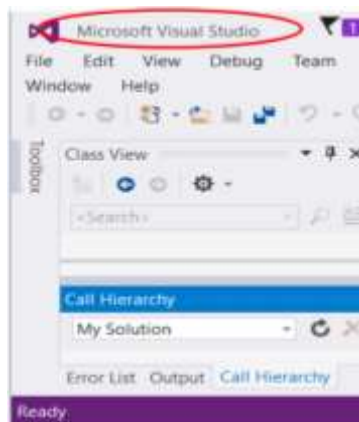 Microsoft Visual Studio
File Edit View Debug Team
Window Help
Toolbox
Class View
<Search>
Call Hierarchy
My Solution
Error List Output Call Hierarchy
Ready